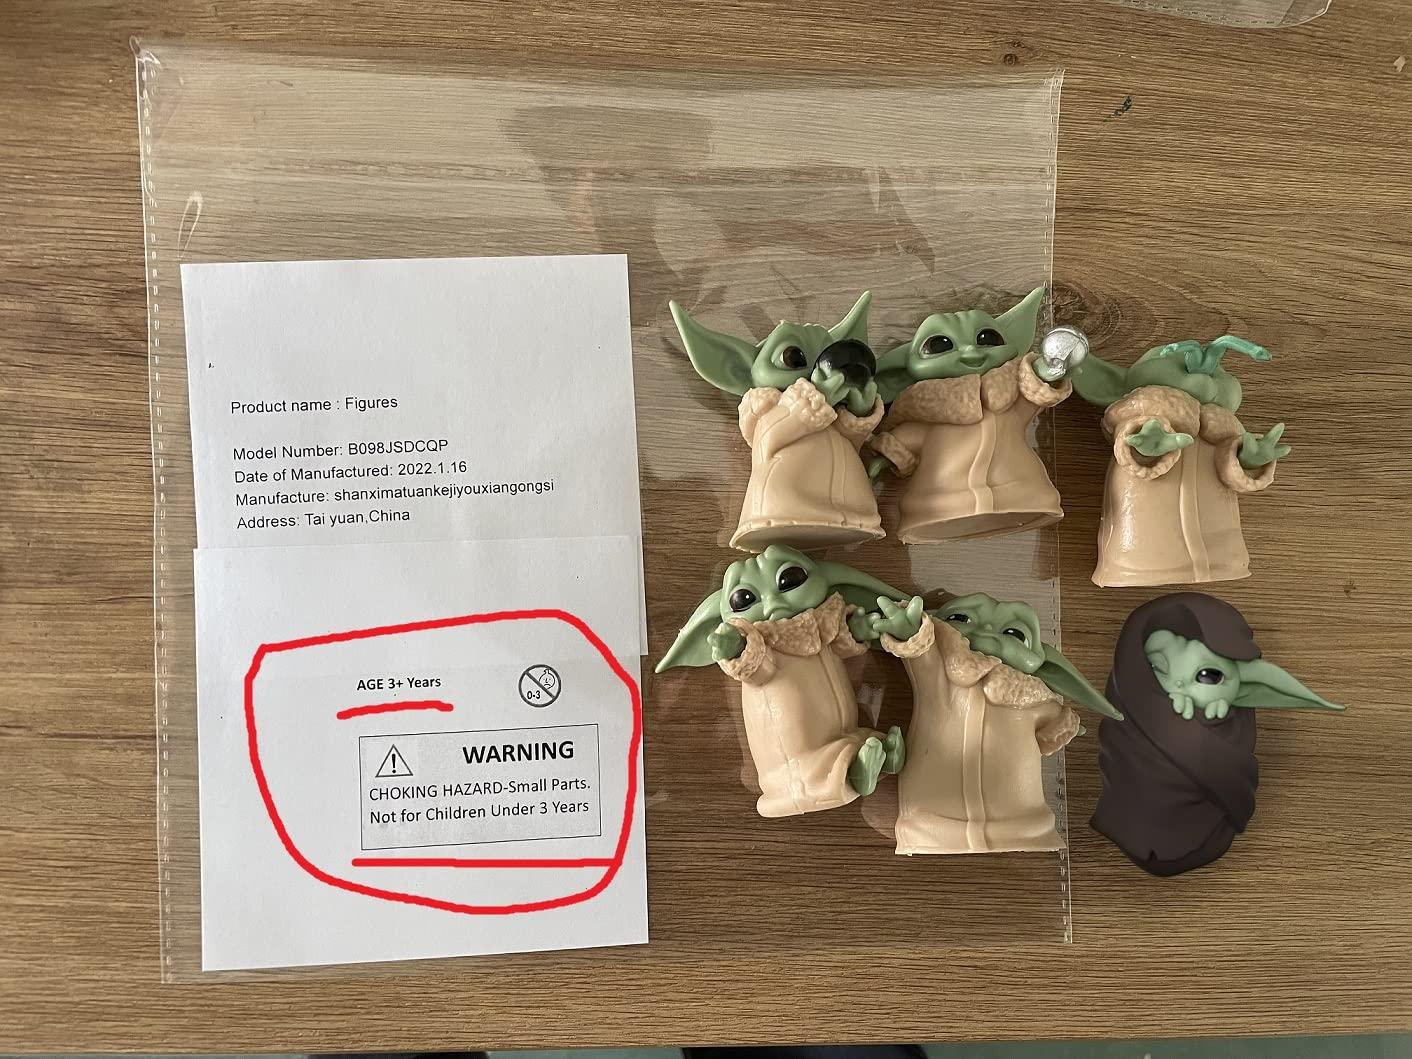 Product name : Figures
Model Number: B098JSDCQP
Date of Manufactured: 2022.1.16
Manufacture: shanximatuankejiyouxiangongsi
Address: Tai yuan,China
AGE 3+ Years
0-3
WARNING
CHOKING HAZARD-Small Parts.
Not for Children Under 3 Years